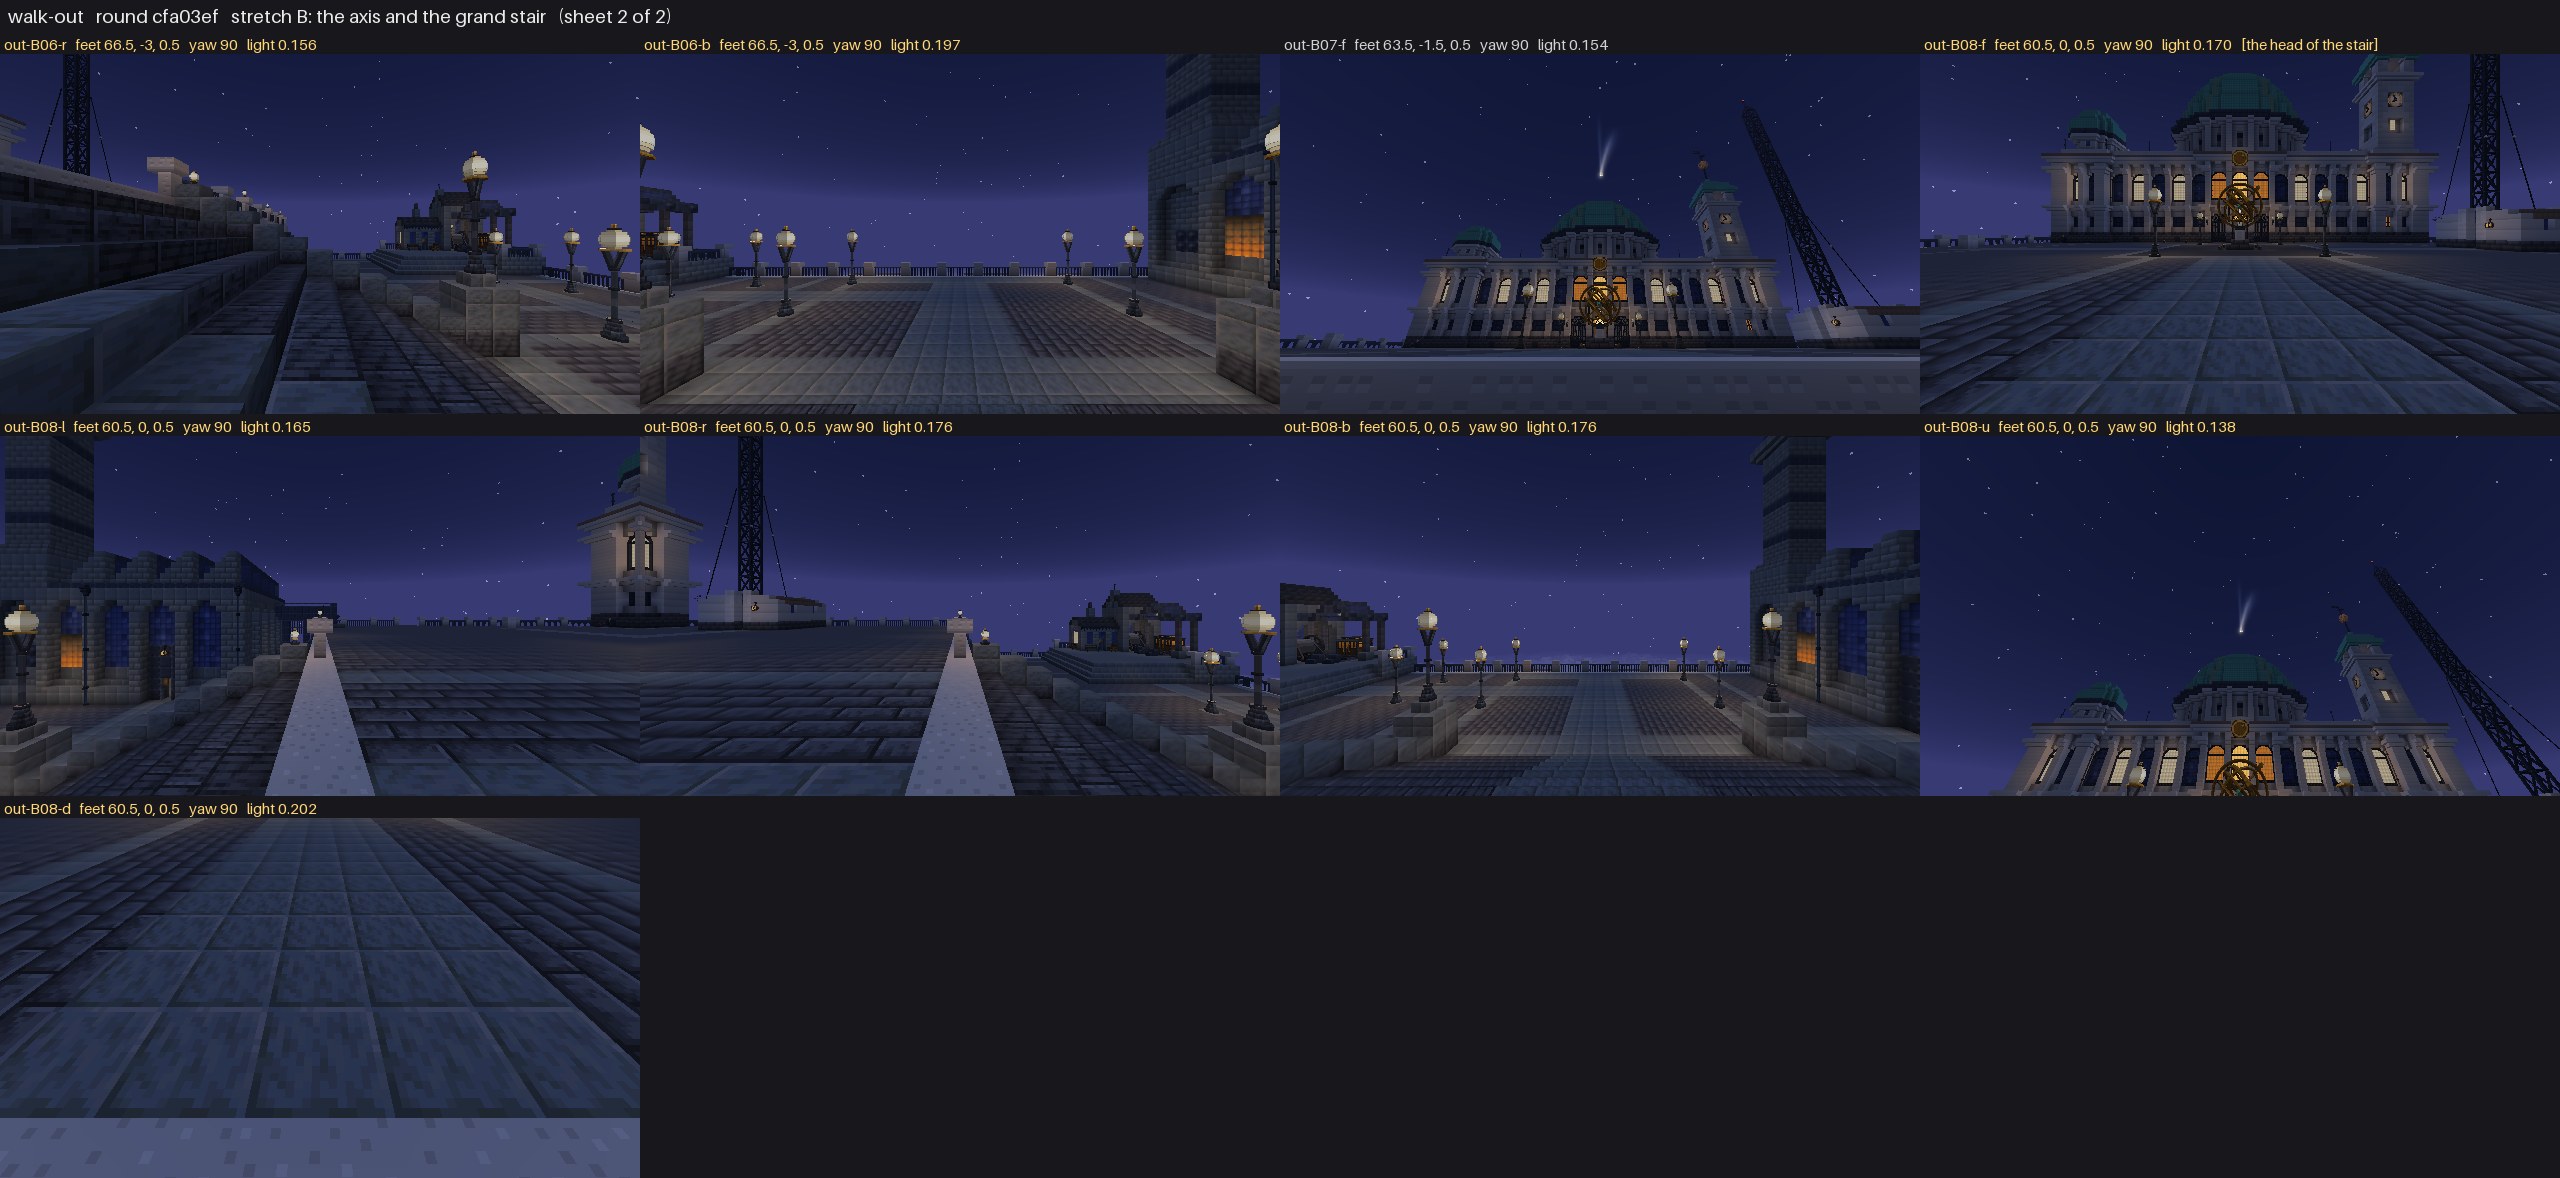 walk-out round cfa03ef stretch B: the axis and the grand stair (sheet 2 of 2)
out-B06-r feet 66.5, -3, 0.5 yaw 90 light 0.156
out-B06-b feet 66.5, -3, 0.5 yaw 90 light 0.197
out-B07-f feet 63.5, -1.5, 0.5 yaw 90 light 0.154
out-B08-f feet 60.5, 0, 0.5 yaw 90 light 0.170 [the head of the stair]
out-B08-l feet 60.5, 0, 0.5 yaw 90 light 0.165
out-B08-r feet 60.5, 0, 0.5 yaw 90 light 0.176
out-B08-b feet 60.5, 0, 0.5 yaw 90 light 0.176
out-B08-u feet 60.5, 0, 0.5 yaw 90 light 0.138
out-B08-d feet 60.5, 0, 0.5 yaw 90 light 0.202